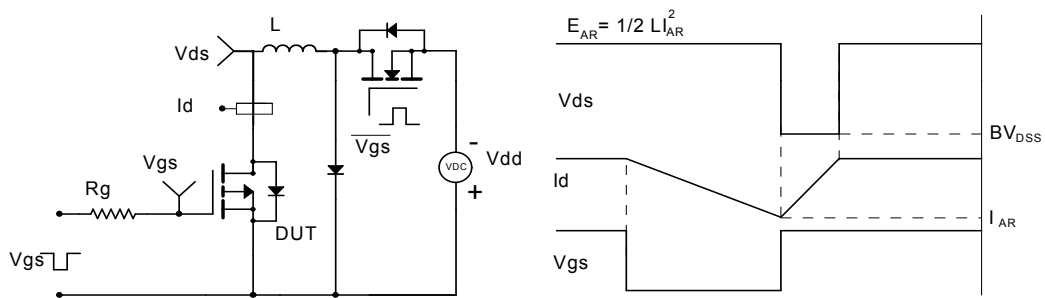 L
Vds
Id
Vgs
Vgs
-
Vdd
VDC
+
Rg
DUT
Vgs
E_AR = 1/2 LI_AR^2
Vds
BV_DSS
Id
I_AR
Vgs